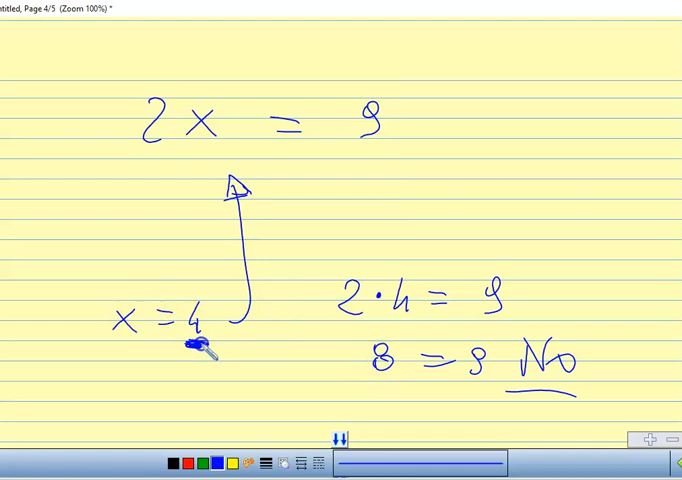 ntitled, Page 4/5 (Zoom 100%) *
2x = 9
x = 4
2 · 4 = 9
8 = 9 No